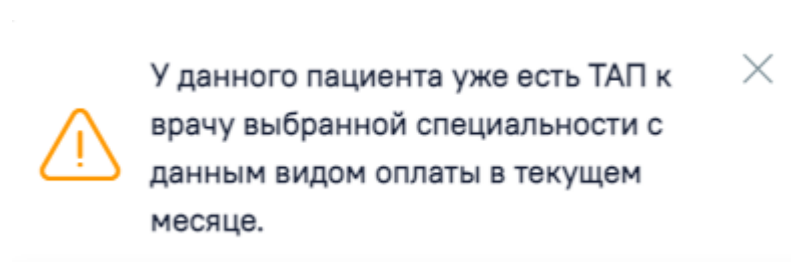 У данного пациента уже есть ТАП к
врачу выбранной специальности с
данным видом оплаты в текущем
месяце.